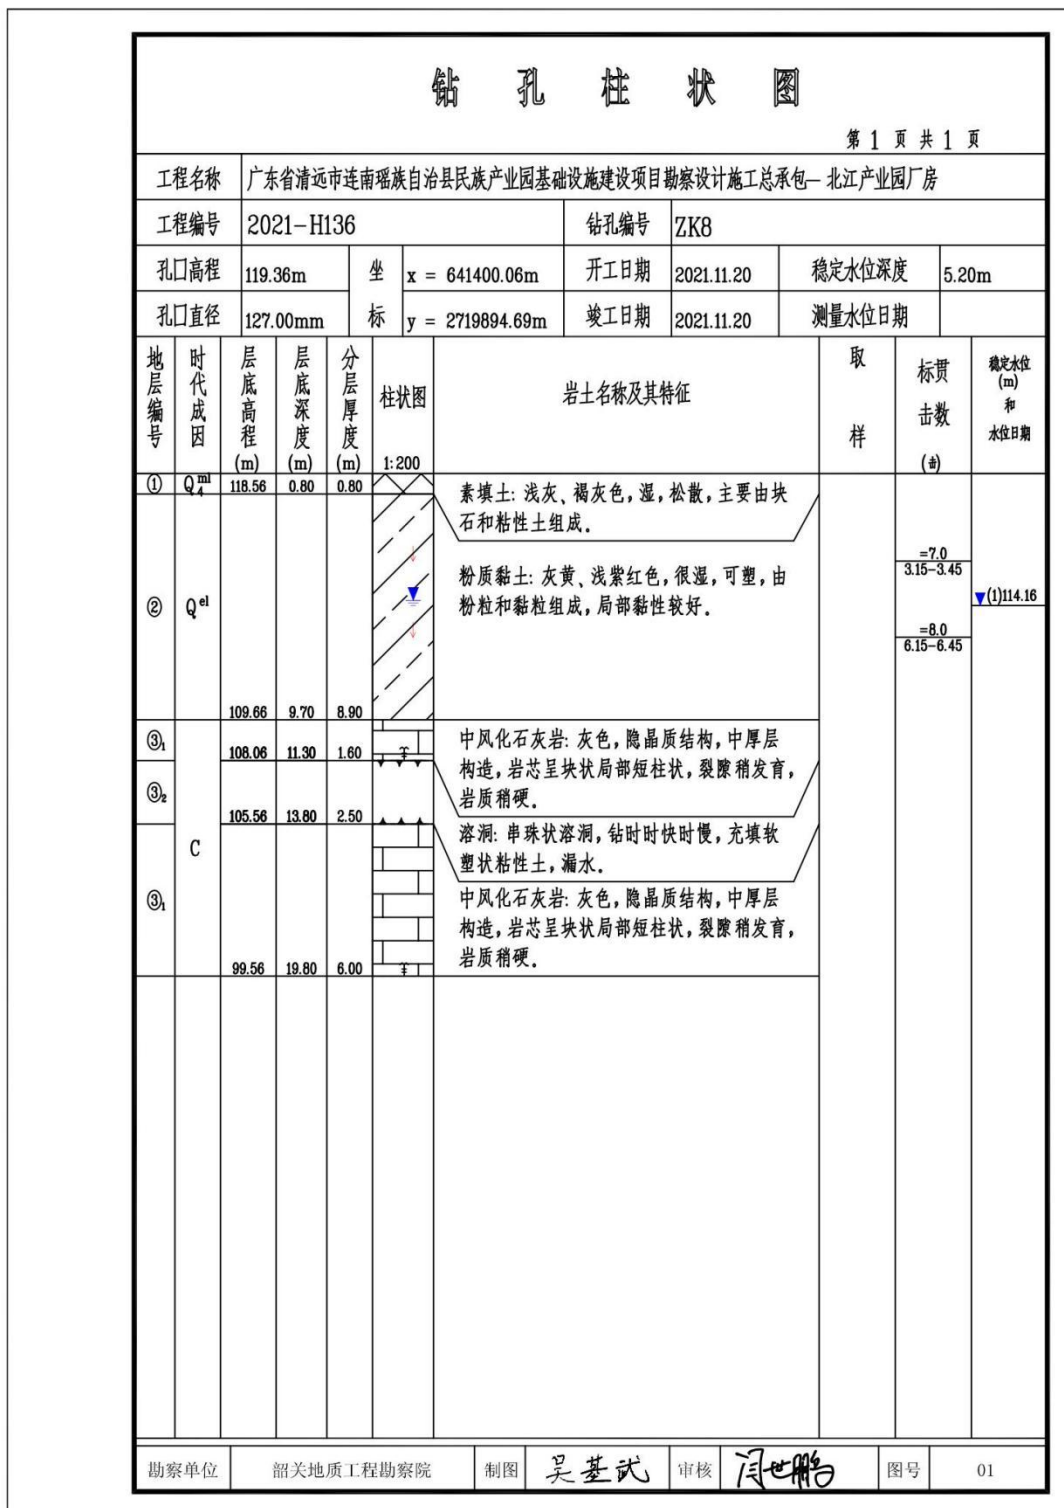 钻孔柱状图
第 1 页 共 1 页
工程名称 广东省清远市连南瑶族自治县民族产业园基础设施建设项目勘察设计施工总承包— 北江产业园厂房
工程编号 2021-H136 钻孔编号 ZK8
孔口高程 119.36m 坐 x = 641400.06m 开工日期 2021.11.20 稳定水位深度 5.20m
孔口直径 127.00mm 标 y = 2719894.69m 竣工日期 2021.11.20 测量水位日期
地层编号 时代成因 层底高程(m) 层底深度(m) 分层厚度(m) 柱状图 1:200 岩土名称及其特征 取样 标贯击数(击) 稳定水位(m)和水位日期
① Q₄ᵐˡ 118.56 0.80 0.80
素填土: 浅灰、褐灰色, 湿, 松散, 主要由块
石和粘性土组成.
=7.0
3.15-3.45
粉质黏土: 灰黄、浅紫红色, 很湿, 可塑, 由
粉粒和黏粒组成, 局部黏性较好.
(1)114.16
② Qᵉˡ
=8.0
6.15-6.45
109.66 9.70 8.90
③₁ 108.06 11.30 1.60
中风化石灰岩: 灰色, 隐晶质结构, 中厚层
构造, 岩芯呈块状局部短柱状, 裂隙稍发育,
岩质稍硬.
③₂ 105.56 13.80 2.50
C
溶洞: 串珠状溶洞, 钻时时快时慢, 充填软
塑状粘性土, 漏水.
③₁
中风化石灰岩: 灰色, 隐晶质结构, 中厚层
构造, 岩芯呈块状局部短柱状, 裂隙稍发育,
岩质稍硬.
99.56 19.80 6.00
勘察单位 韶关地质工程勘察院 制图 吴基武 审核 闫世鹏 图号 01